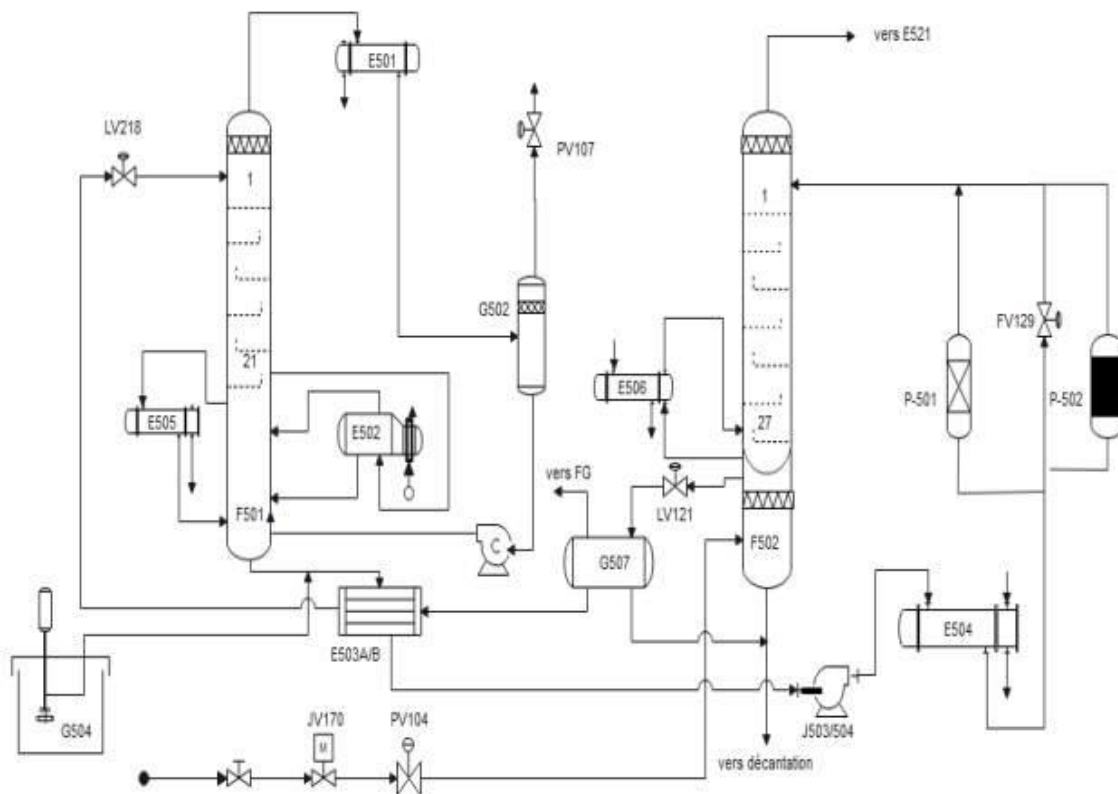 vers E521
E501
LV218
PV107
1
1
G502
FV129
21
E506
P-501
P-502
E505
E502
27
vers FG
LV121
F501
C
G507
F502
E504
E503A/B
G504
JV170
PV104
M
J503/504
vers décantation